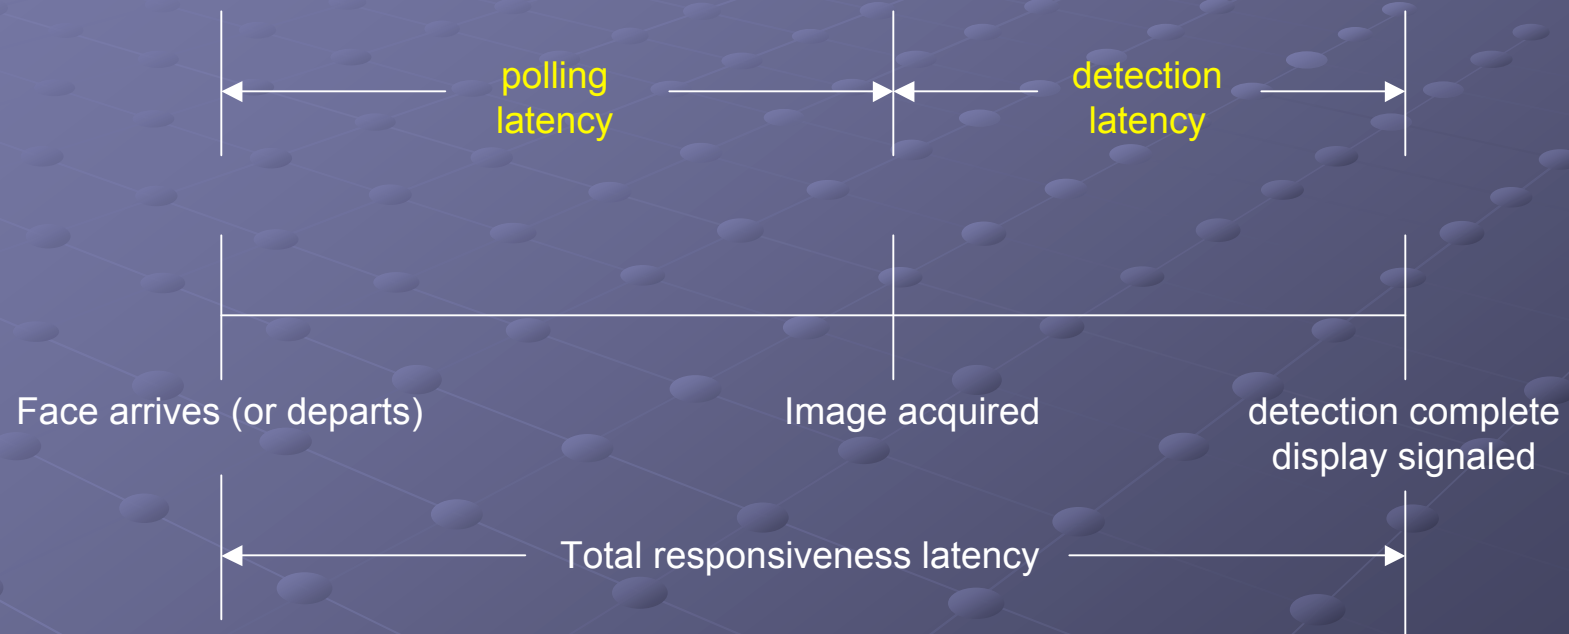 polling
latency
detection
latency
Face arrives (or departs)
Image acquired
detection complete
display signaled
Total responsiveness latency